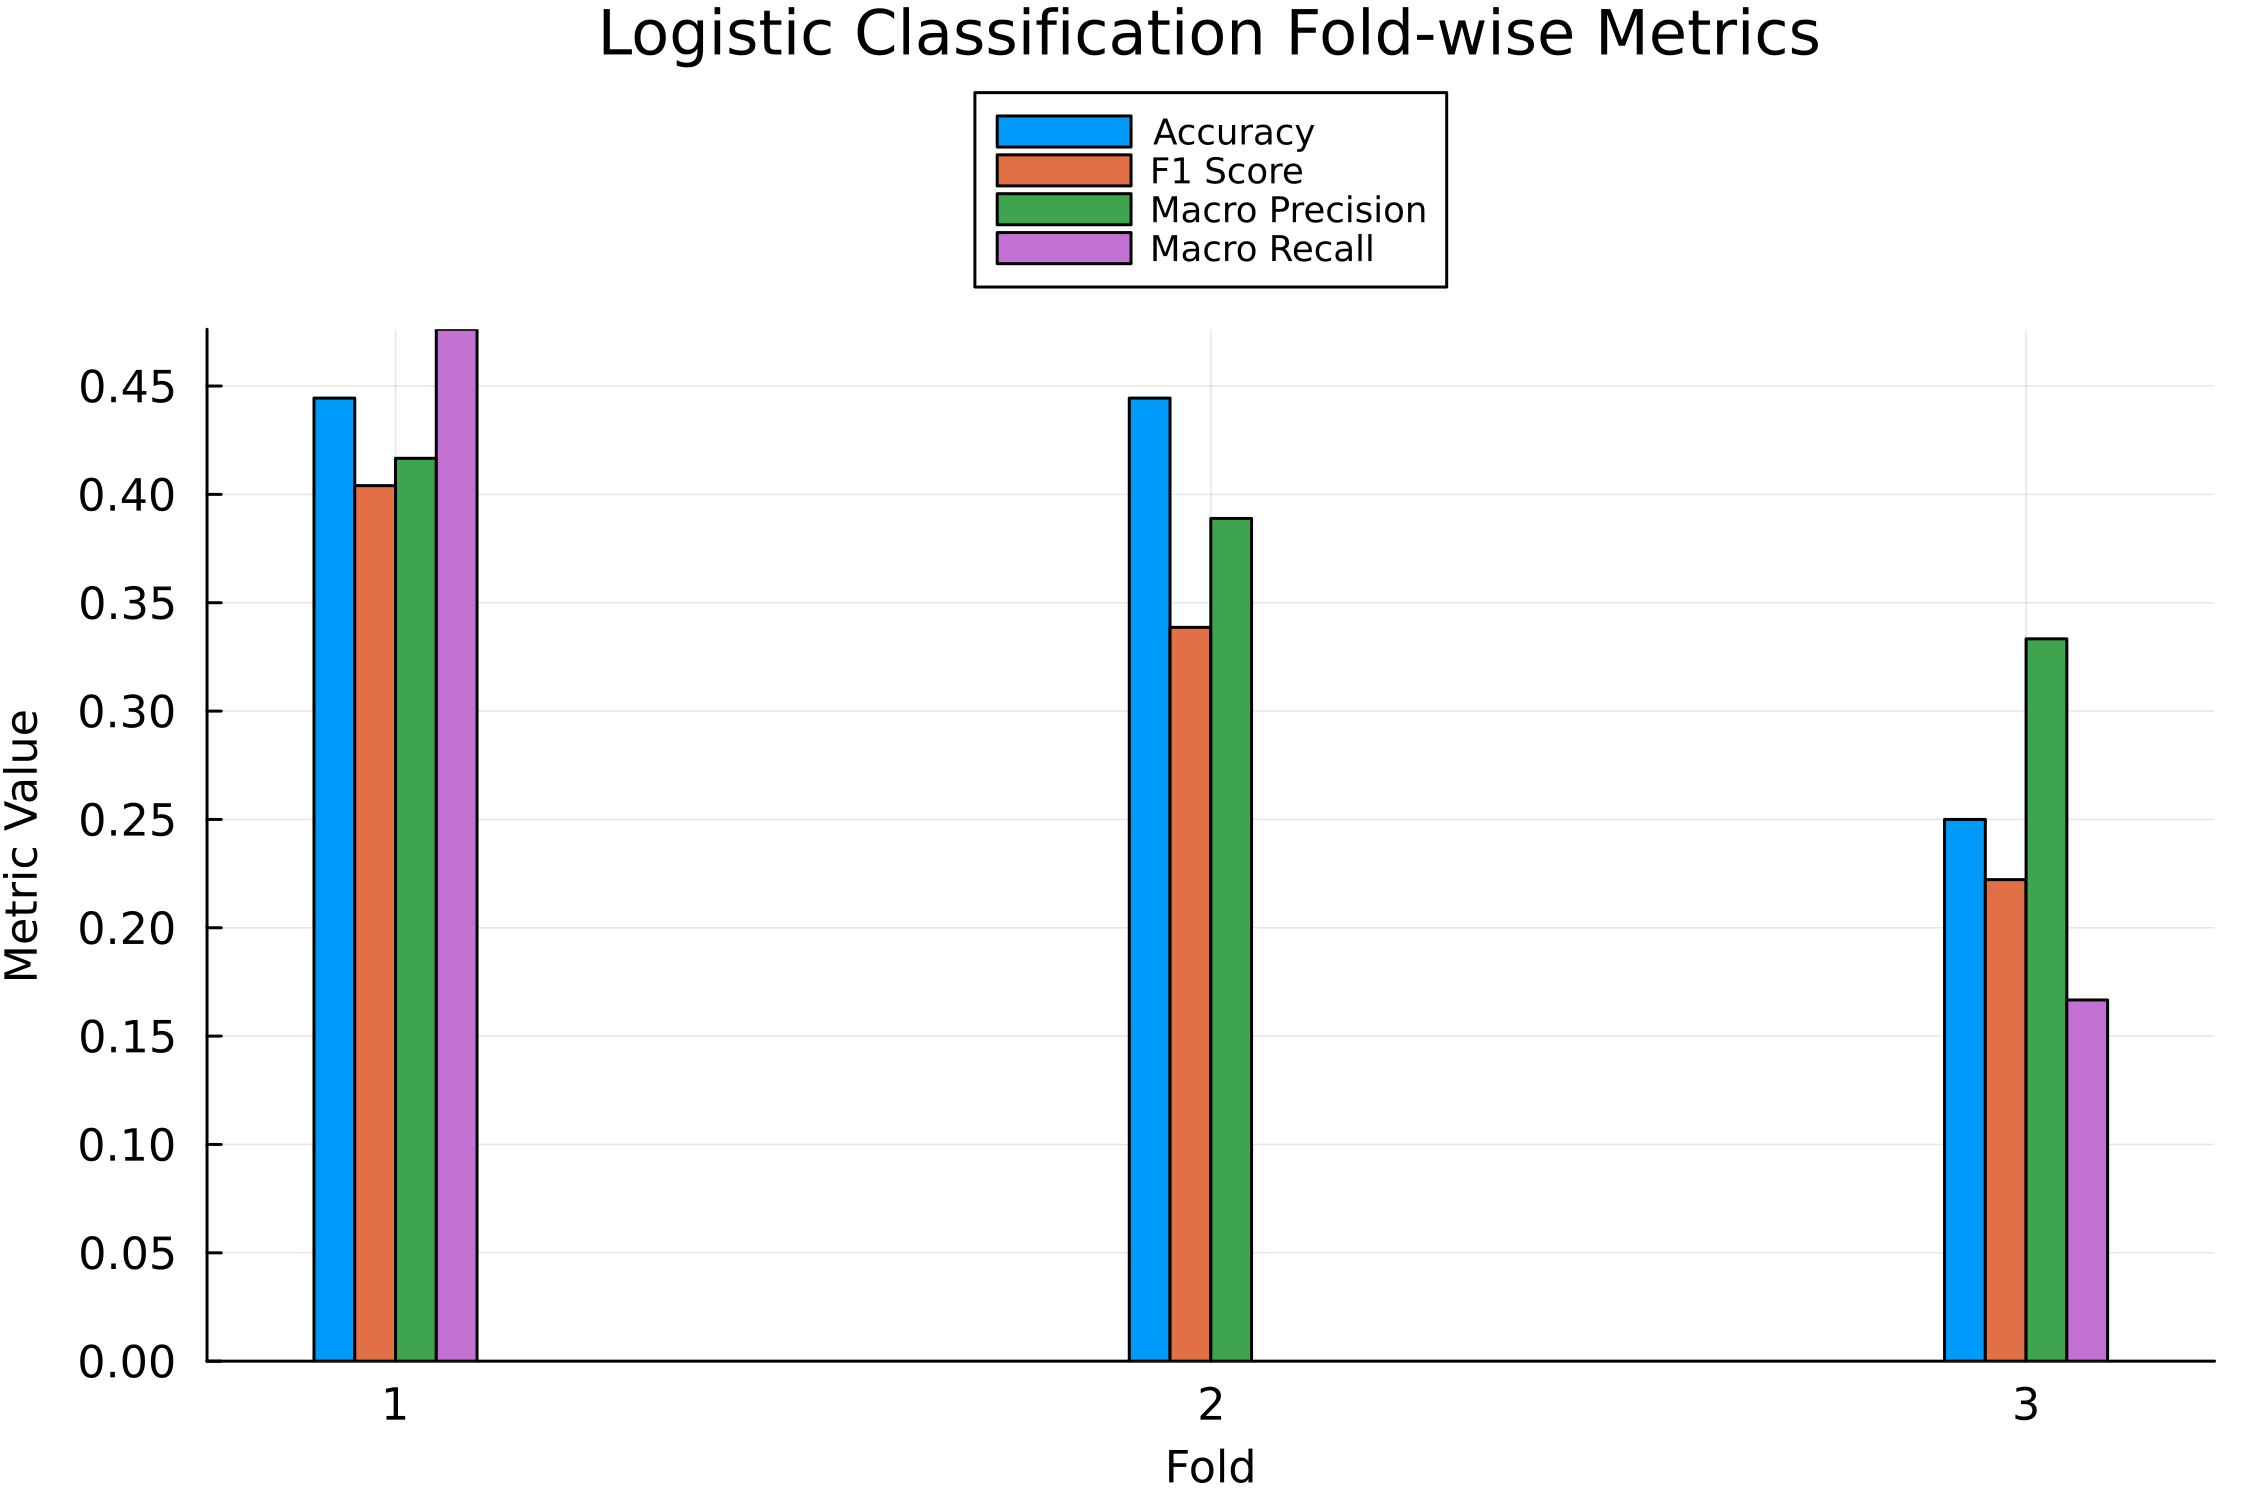 Logistic Classification Fold-wise Metrics
Accuracy
F1 Score
Macro Precision
Macro Recall
0.45
0.40
0.35
0.30
0.25
0.20
0.15
0.10
0.05
0.00
Metric Value
1 2 3
Fold